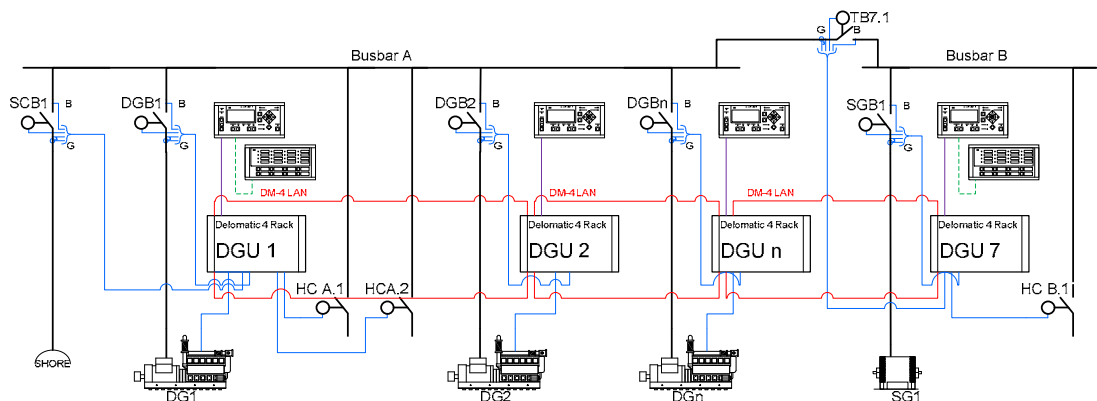 TB7.1
G
B
Busbar A
Busbar B
SCB1
B
G
DGB1
B
G
DGB2
B
G
DGBn
B
G
SGB1
B
G
DM-4 LAN
DM-4 LAN
DM-4 LAN
Delomatic 4 Rack
DGU 1
Delomatic 4 Rack
DGU 2
Delomatic 4 Rack
DGU n
Delomatic 4 Rack
DGU 7
HC A.1
HCA.2
HC B.1
SHORE
DG1
DG2
DGn
SG1